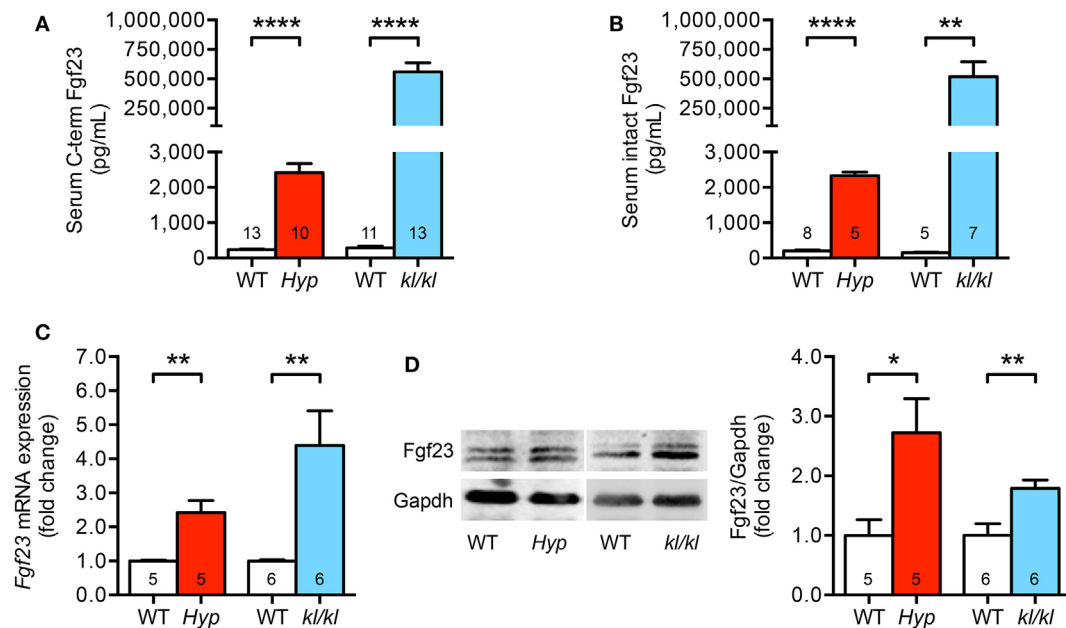 A
Serum C-term Fgf23
(pg/mL)
1,000,000
750,000
500,000
250,000
3,000
2,000
1,000
0
****
****
13
10
11
13
WT
Hyp
WT
kl/kl
B
Serum intact Fgf23
(pg/mL)
1,000,000
750,000
500,000
250,000
3,000
2,000
1,000
0
****
**
8
5
5
7
WT
Hyp
WT
kl/kl
C
Fgf23 mRNA expression
(fold change)
7.0
6.0
5.0
4.0
3.0
2.0
1.0
0.0
**
**
5
5
6
6
WT
Hyp
WT
kl/kl
D
Fgf23
Gapdh
WT
Hyp
WT
kl/kl
Fgf23/Gapdh
(fold change)
4.0
3.0
2.0
1.0
0.0
*
**
5
5
6
6
WT
Hyp
WT
kl/kl